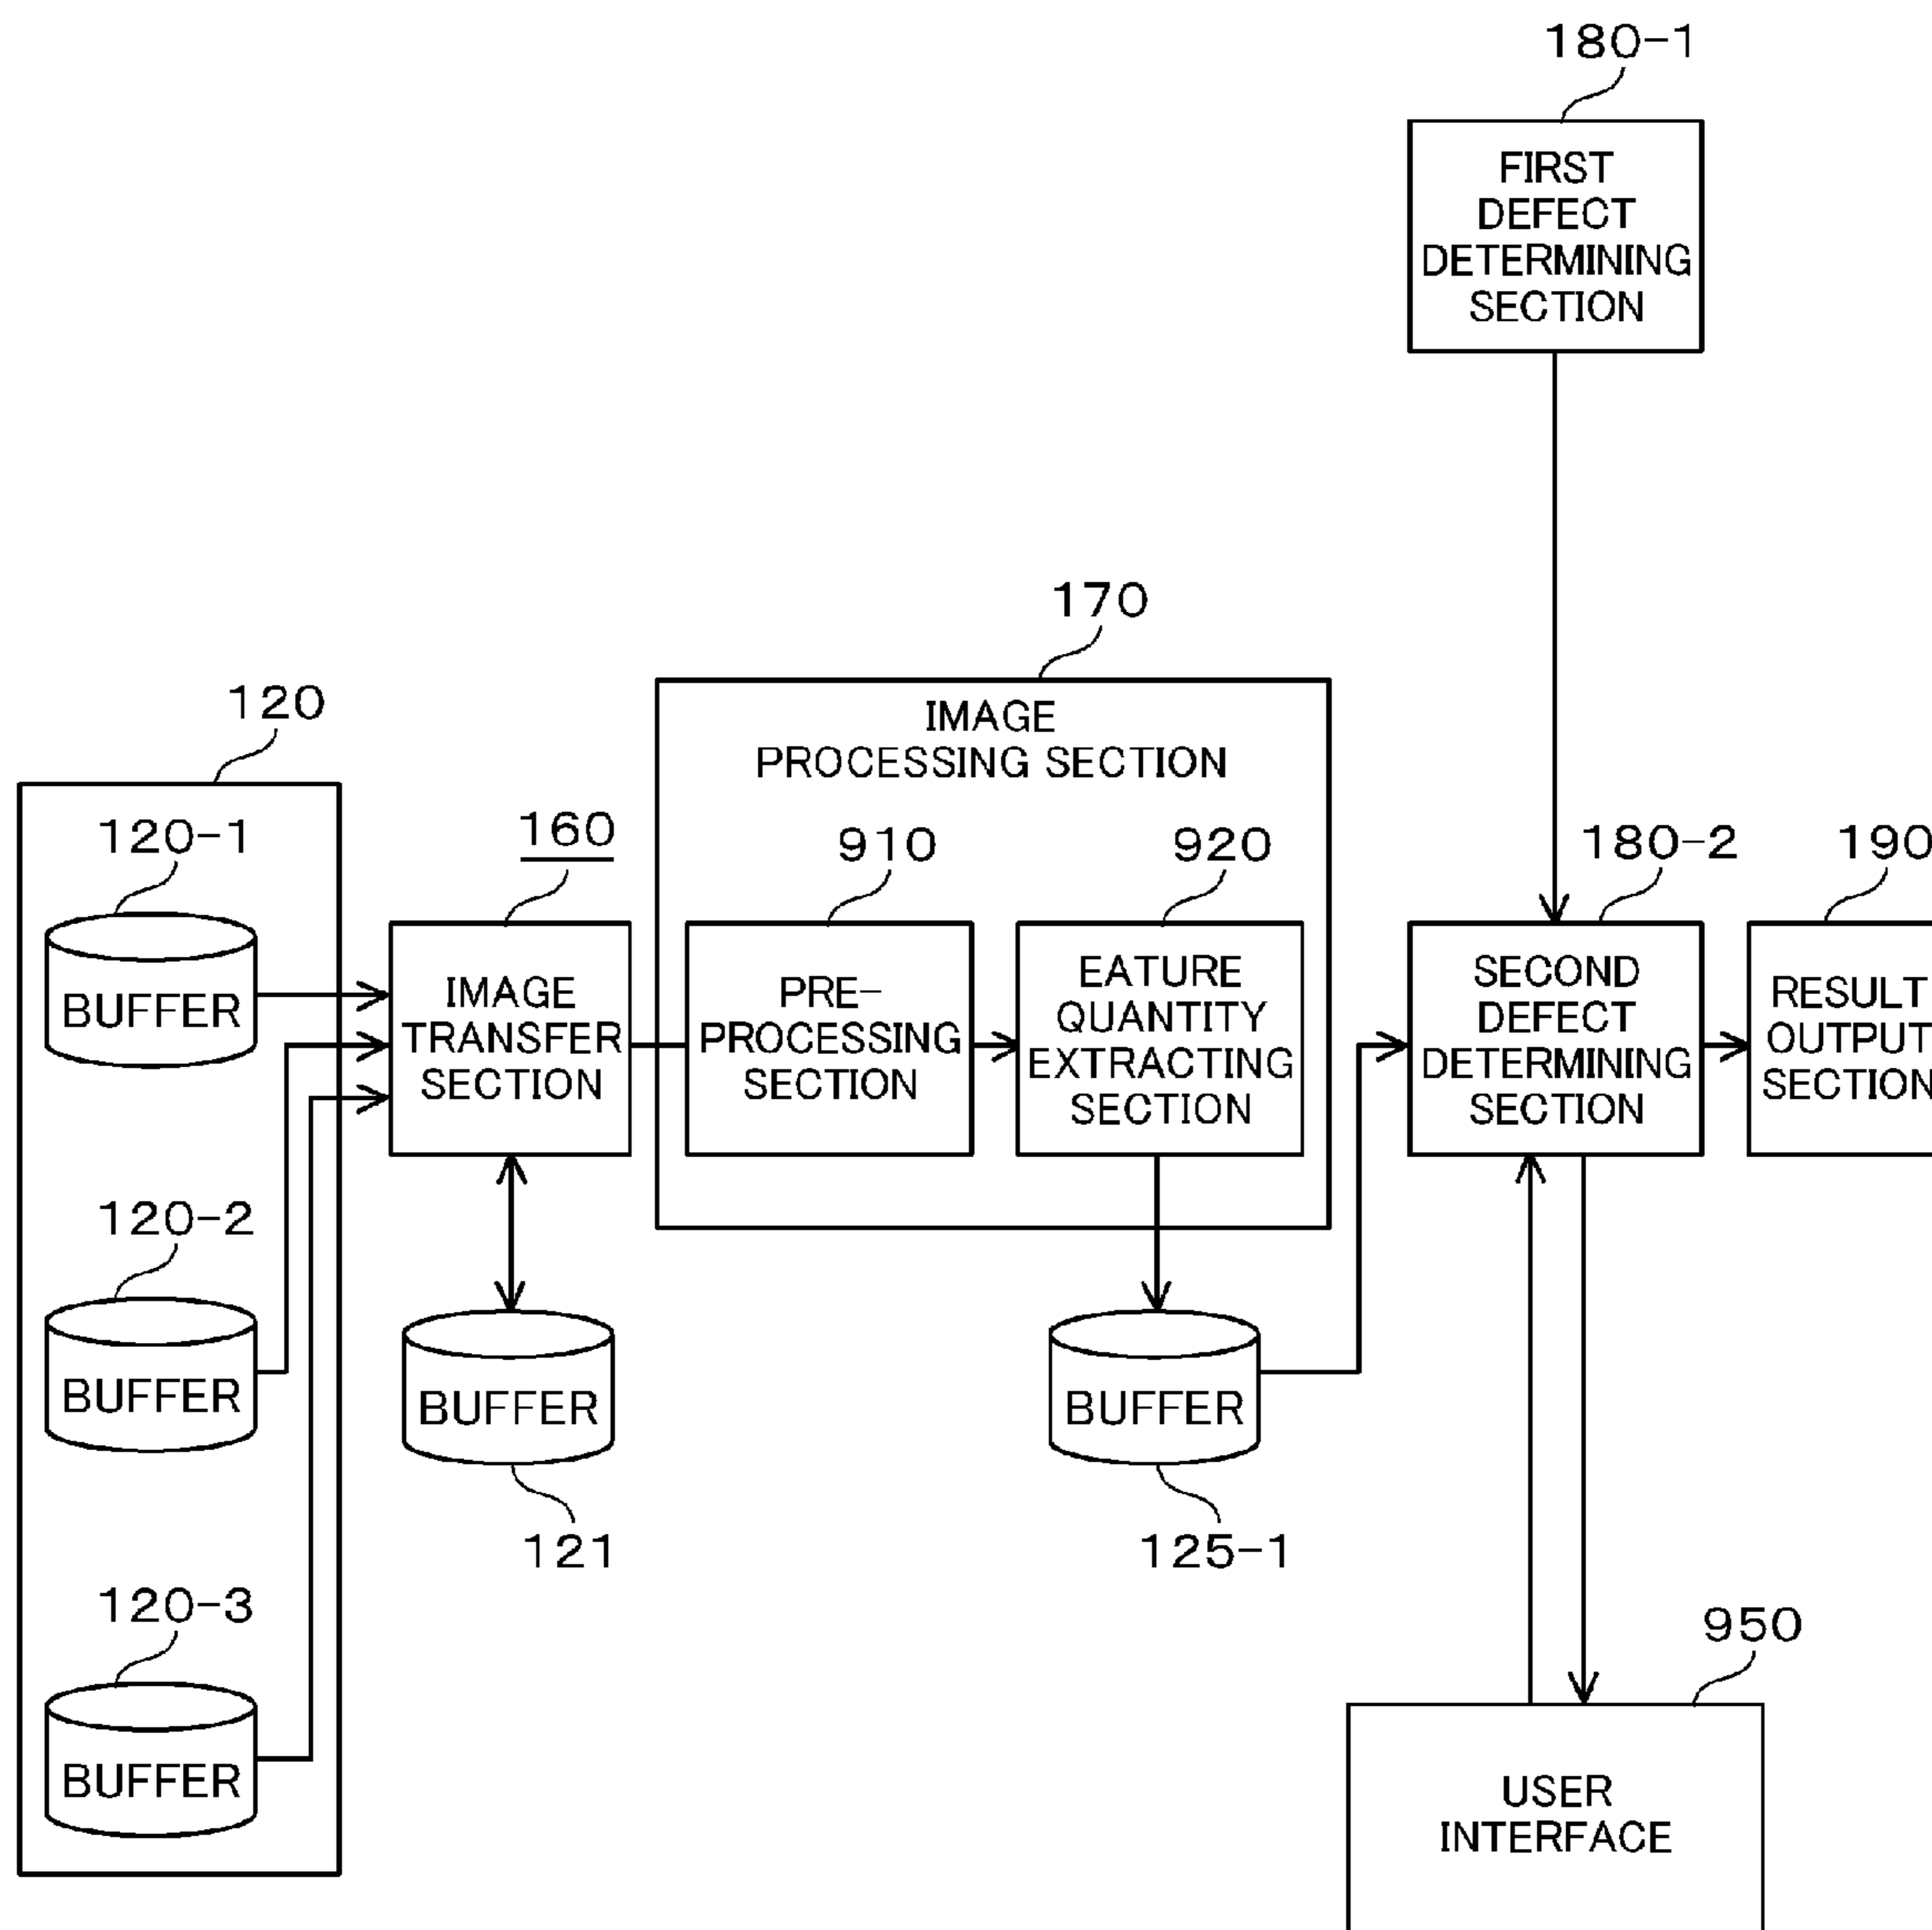 180-1
FIRST
DEFECT
DETERMINING
SECTION
170
IMAGE
PROCESSING SECTION
120
120-1
BUFFER
120-2
BUFFER
120-3
BUFFER
160
IMAGE
TRANSFER
SECTION
BUFFER
121
910
PRE-
PROCESSING
SECTION
920
EATURE
QUANTITY
EXTRACTING
SECTION
BUFFER
125-1
180-2
SECOND
DEFECT
DETERMINING
SECTION
190
RESULT
OUTPUT
SECTION
950
USER
INTERFACE